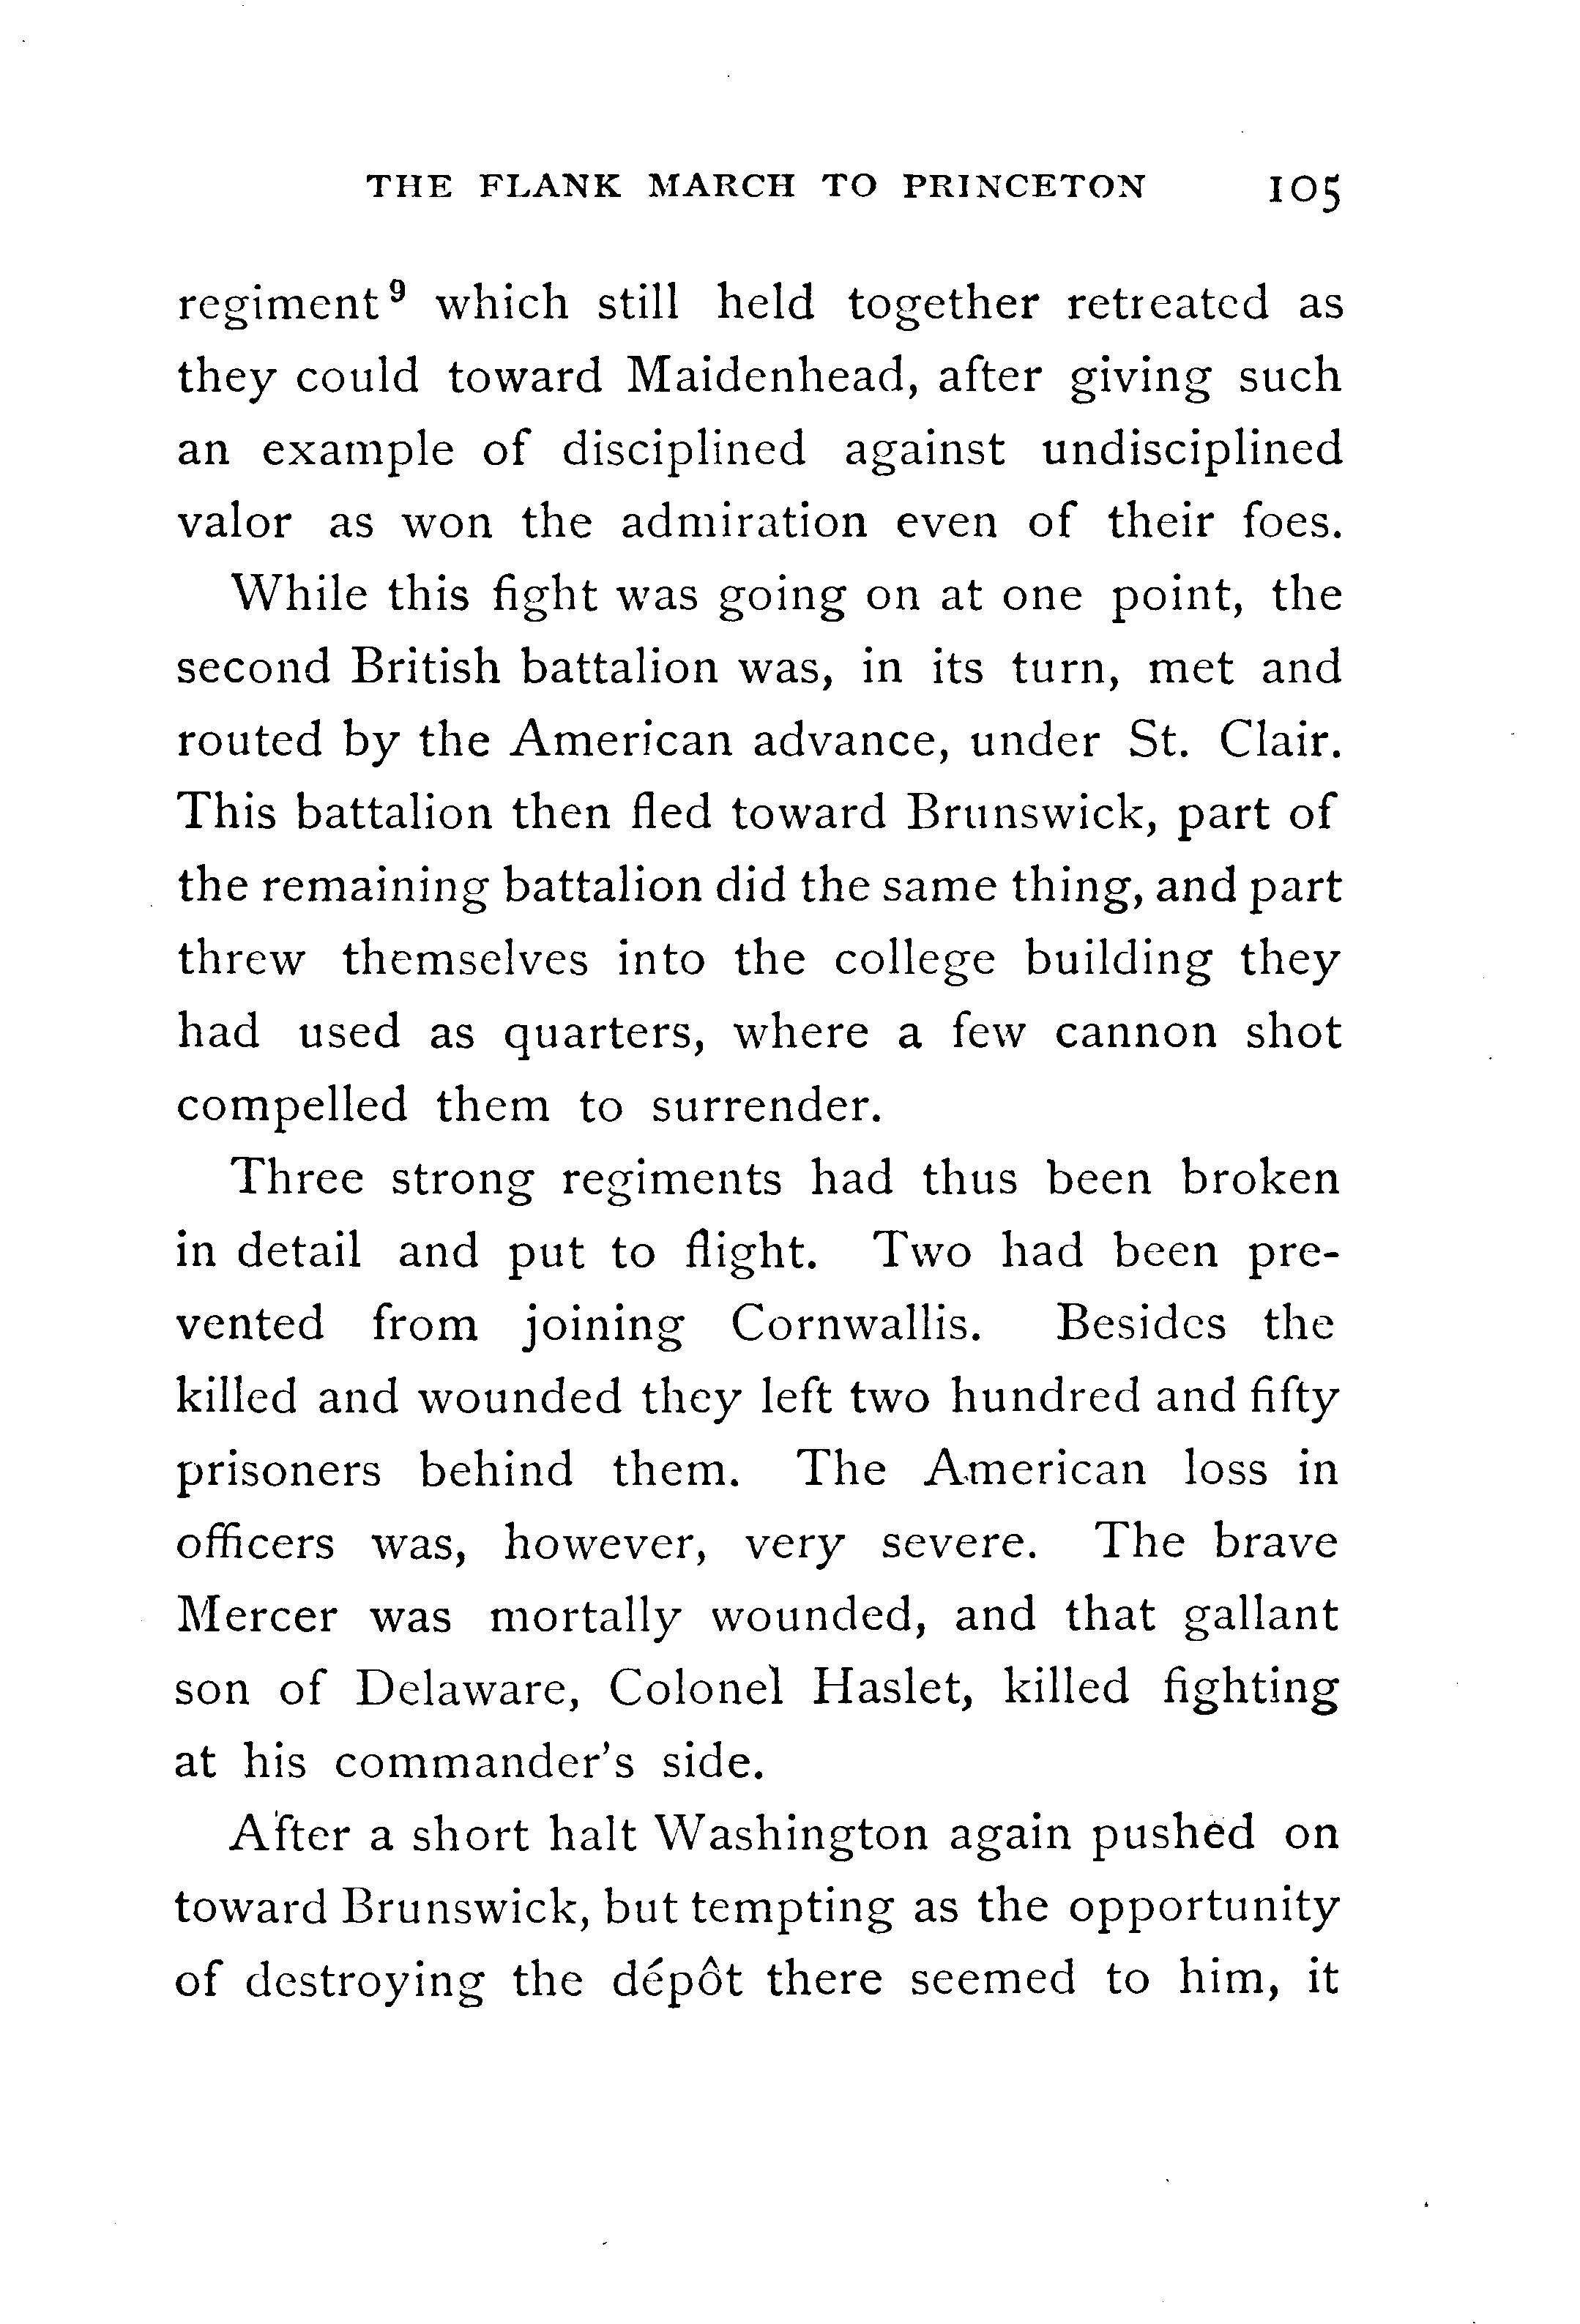 THE FLANK MARCH TO PRINCETON 105
regiment⁹ which still held together retreated as
they could toward Maidenhead, after giving such
an example of disciplined against undisciplined
valor as won the admiration even of their foes.
While this fight was going on at one point, the
second British battalion was, in its turn, met and
routed by the American advance, under St. Clair.
This battalion then fled toward Brunswick, part of
the remaining battalion did the same thing, and part
threw themselves into the college building they
had used as quarters, where a few cannon shot
compelled them to surrender.
Three strong regiments had thus been broken
in detail and put to flight. Two had been pre-
vented from joining Cornwallis. Besides the
killed and wounded they left two hundred and fifty
prisoners behind them. The American loss in
officers was, however, very severe. The brave
Mercer was mortally wounded, and that gallant
son of Delaware, Colonel Haslet, killed fighting
at his commander's side.
After a short halt Washington again pushed on
toward Brunswick, but tempting as the opportunity
of destroying the dépôt there seemed to him, it